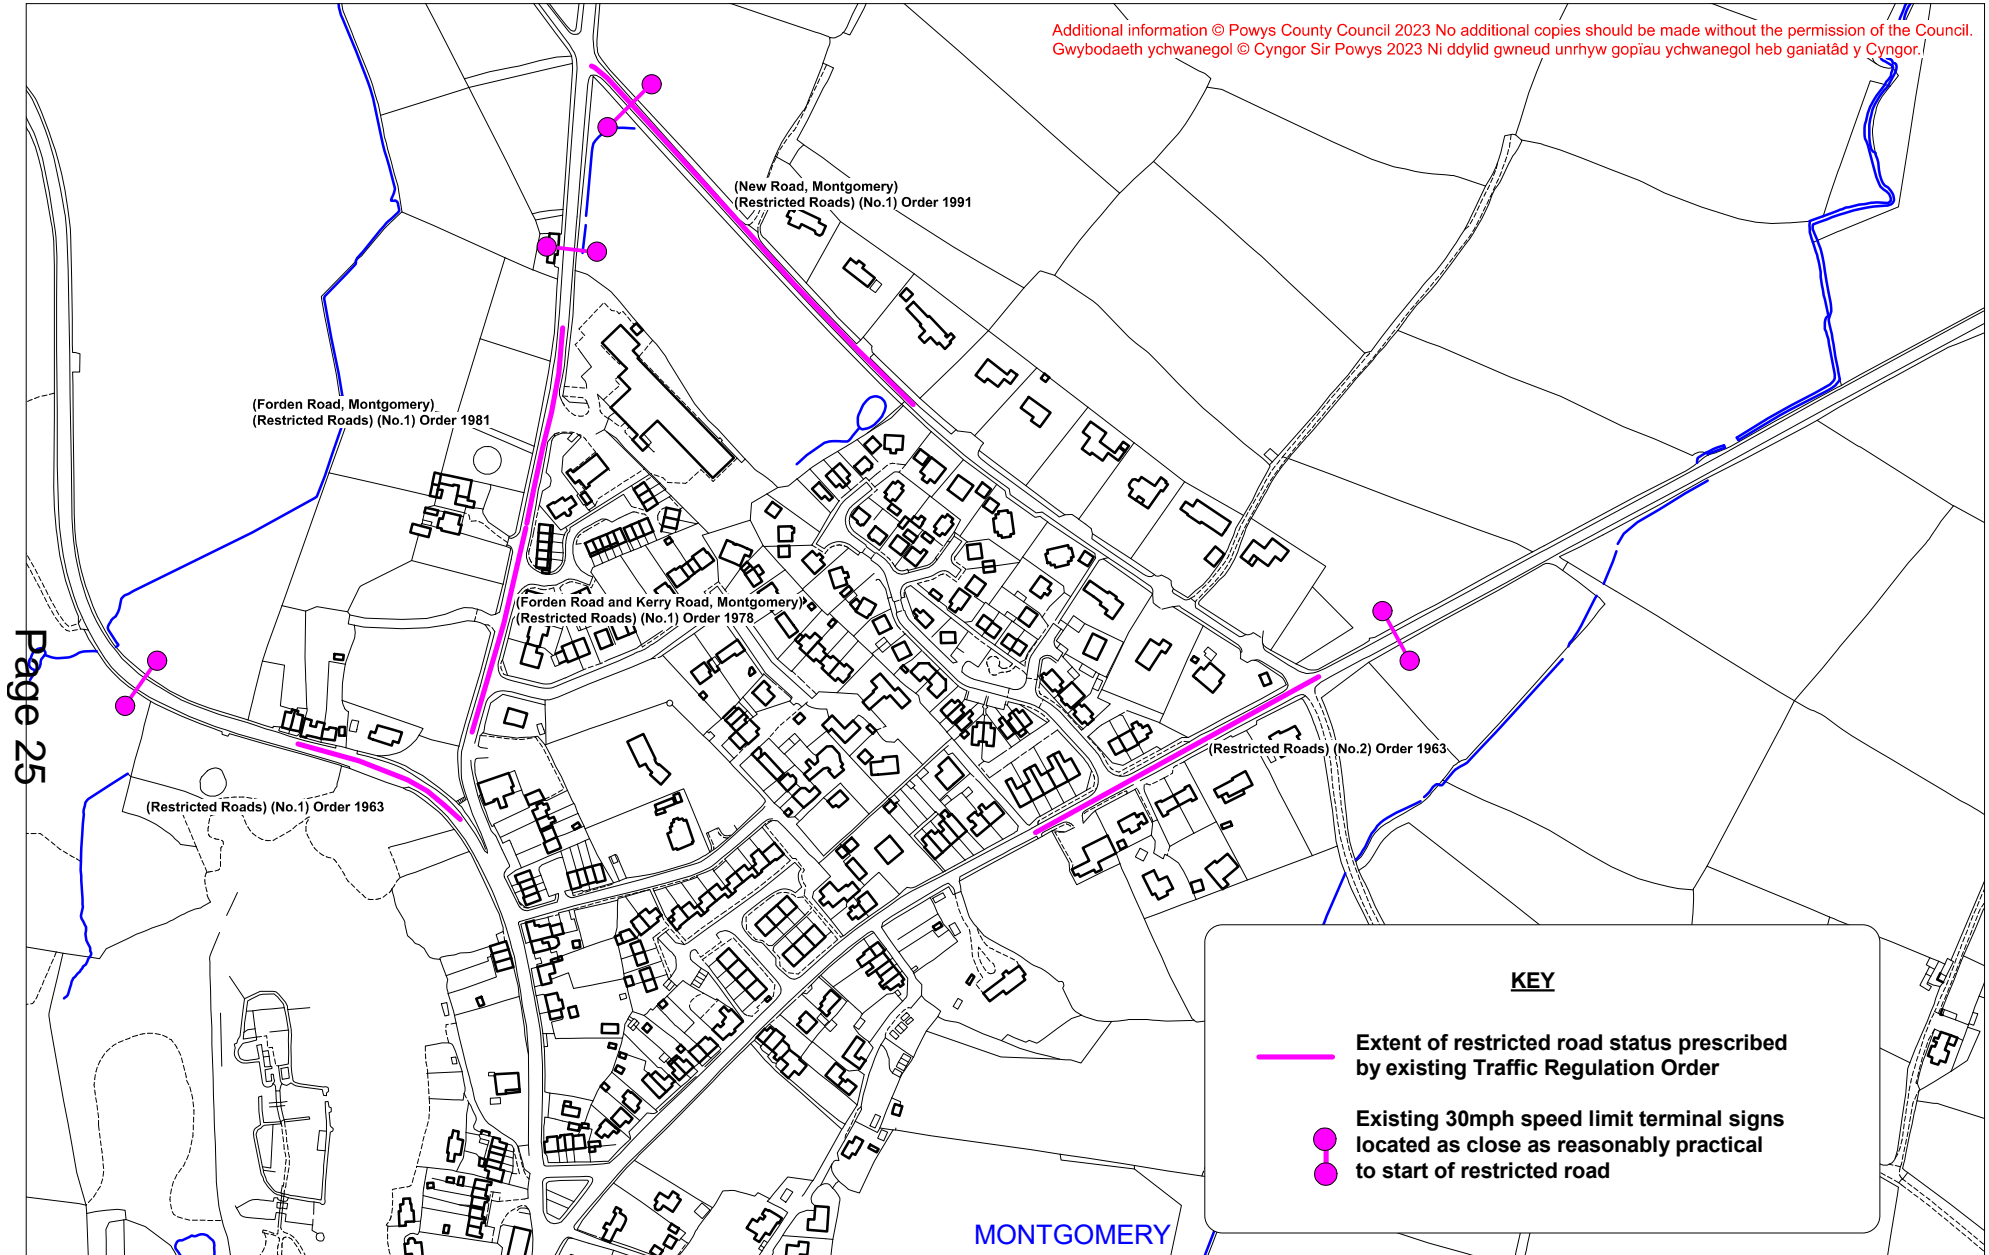 Additional information © Powys County Council 2023 No additional copies should be made without the permission of the Council.
Gwybodaeth ychwanegol © Cyngor Sir Powys 2023 Ni ddylid gwneud unrhyw gopïau ychwanegol heb ganiatâd y Cyngor.
(New Road, Montgomery)
(Restricted Roads) (No.1) Order 1991
(Forden Road, Montgomery)
(Restricted Roads) (No.1) Order 1981
(Forden Road and Kerry Road, Montgomery)
(Restricted Roads) (No.1) Order 1978
Page 25
(Restricted Roads) (No.2) Order 1963
(Restricted Roads) (No.1) Order 1963
KEY
Extent of restricted road status prescribed
by existing Traffic Regulation Order
Existing 30mph speed limit terminal signs
located as close as reasonably practical
to start of restricted road
MONTGOMERY